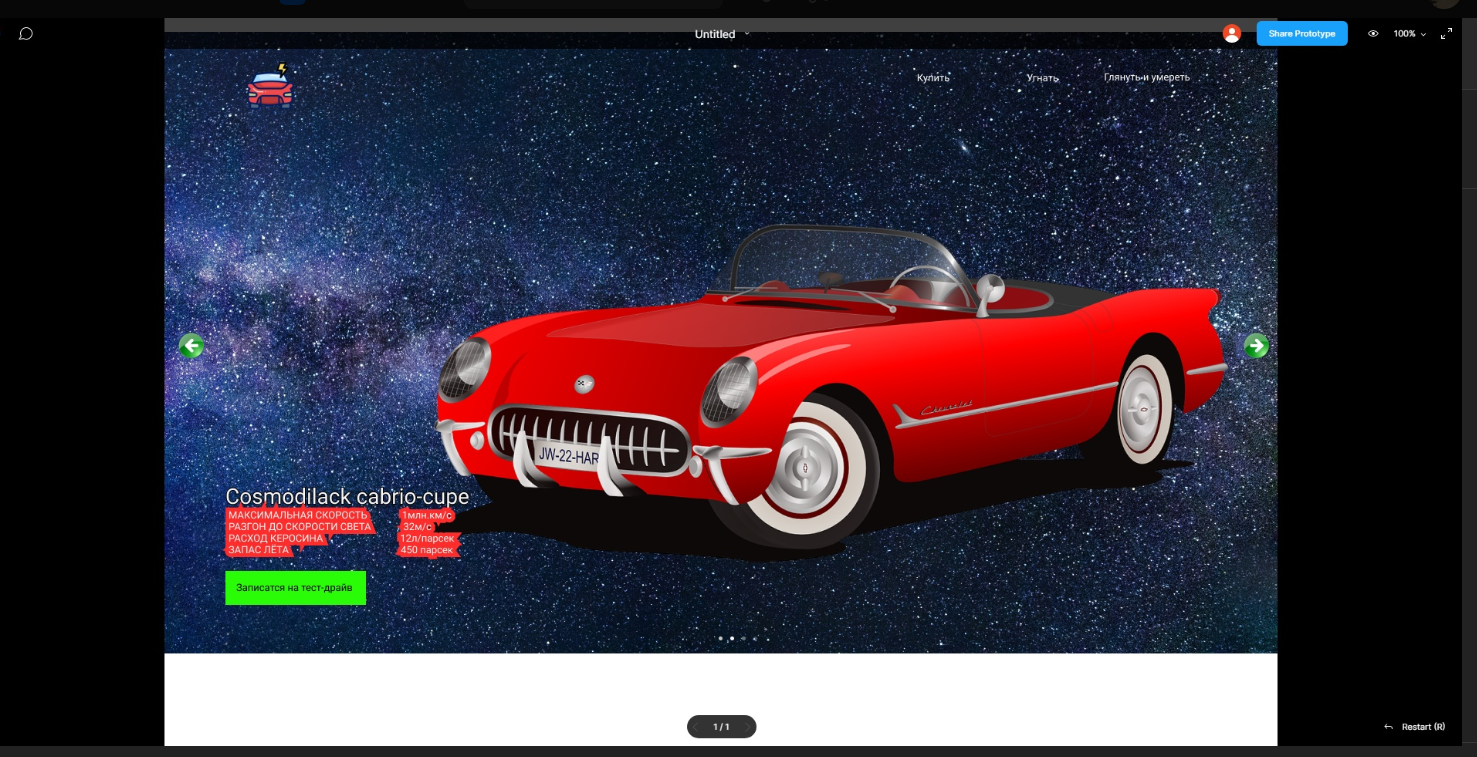 Untitled
Share Prototype
100%
Купить
Угнать
Глянуть и умереть
Chevrolet
JW-22-HAR
Cosmodilack cabrio-cupe
МАКСИМАЛЬНАЯ СКОРОСТЬ 1млн.км/с
РАЗГОН ДО СКОРОСТИ СВЕТА 32м/с
РАСХОД КЕРОСИНА 12л/парсек
ЗАПАС ЛЁТА 450 парсек
Записатся на тест-драйв
1 / 1
Restart (R)